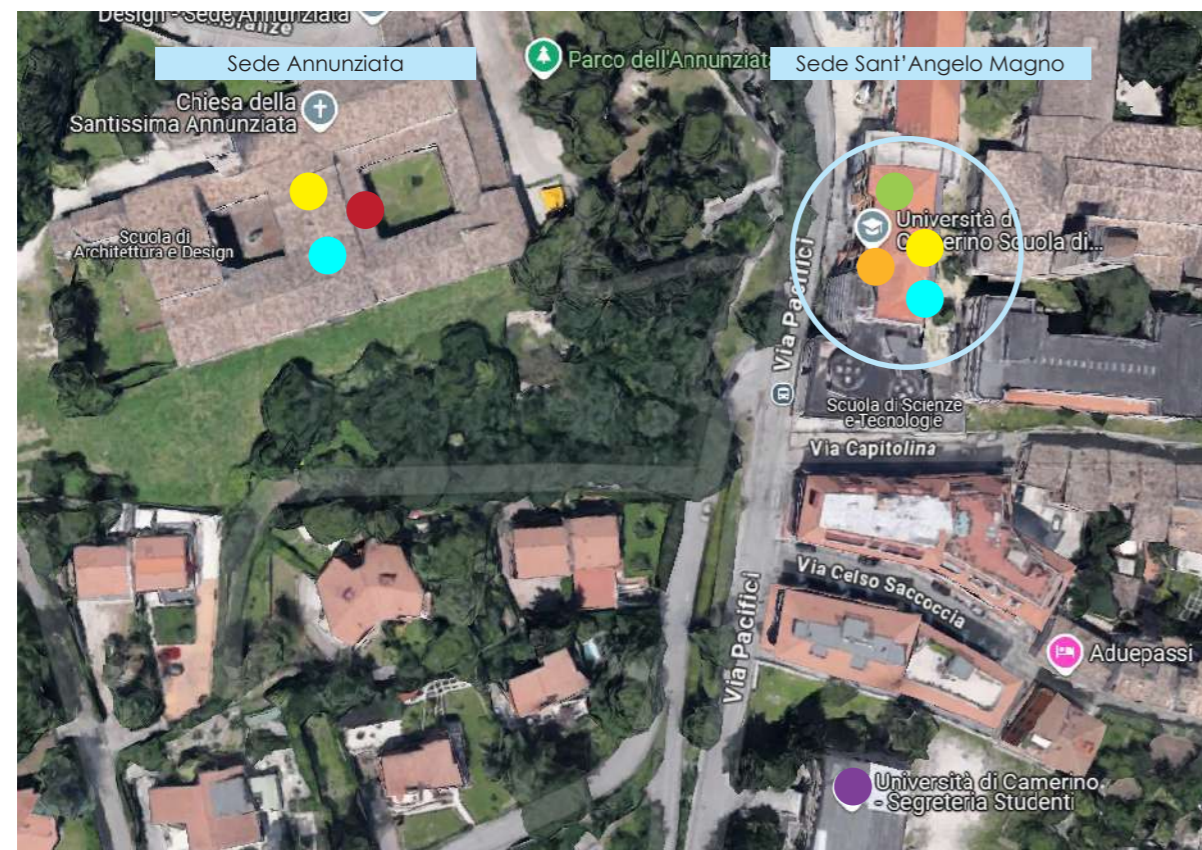 Design - Sede Annunziata
Sede Annunziata
Parco dell'Annunziat
Sede Sant'Angelo Magno
Chiesa della
Santissima Annunziata
Scuola di
Architettura e Design
Università di
Camerino Scuola di...
Via Pacifici
Scuola di Scienze
e Tecnologie
Via Capitolina
Via Celso Saccoccia
Via Pacifici
Aduepassi
Università di Camerino
- Segreteria Studenti